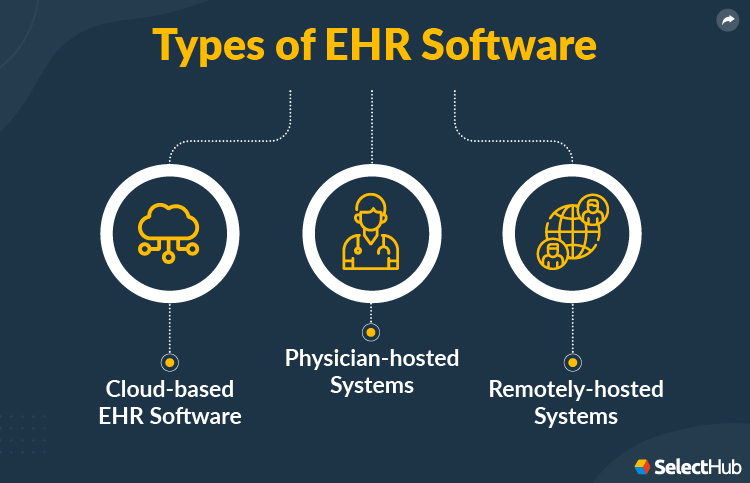 Types of EHR Software
Cloud-based
EHR Software
Physician-hosted
Systems
Remotely-hosted
Systems
SelectHub